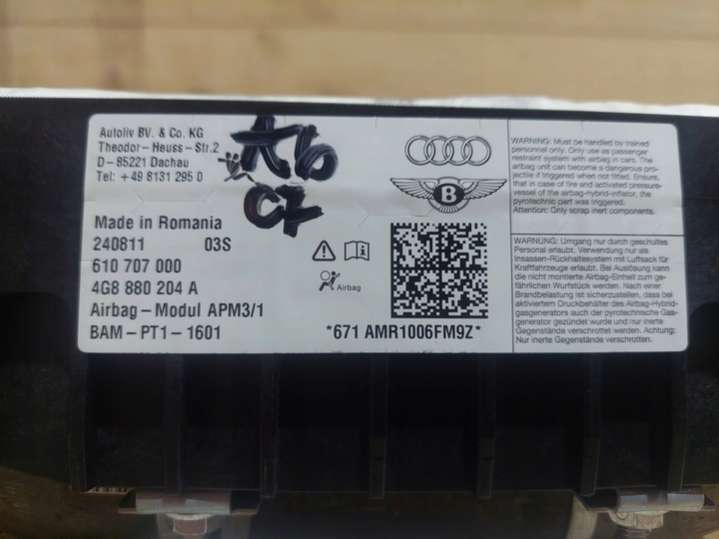 Autoliv BV. & Co. KG
Theodor-Heuss-Str.2
D-85221 Dachau
Tel: +49 8131 295 0
A6
C7
Made in Romania
240811 03S
610 707 000
4G8 880 204 A
Airbag-Modul APM3/1
BAM-PT1-1601
B
Airbag
*671 AMR1006FM9Z*
WARNING: Must be handled by trained
personnel only. Only use as passenger
restraint system with airbag in cars. The
airbag unit can become a dangerous pro-
jectile if triggered when not fitted. Ensure,
that in case of fire and activated pressure-
vessel of the airbag-hybrid-inflator, the
pyrotechnic part was triggered.
Attention: Only scrap inert components.
WARNUNG: Umgang nur durch geschultes
Personal erlaubt. Verwendung nur als
Insassen-Rückhaltesystem mit Luftsack für
Kraftfahrzeuge erlaubt. Bei Auslösung kann
die nicht montierte Airbag-Einheit zum ge-
fährlichen Wurfstück werden. Nach einer
Brandbelastung ist sicherzustellen, dass bei
aktiviertem Druckbehälter des Airbag-Hybrid-
gasgenerators auch der pyrotechnische Gas-
generator gezündet wurde. Achtung: Nur
inerte Gegenstände verschrotten. Achtung:
Nur inerte Gegenstände verschrotten.